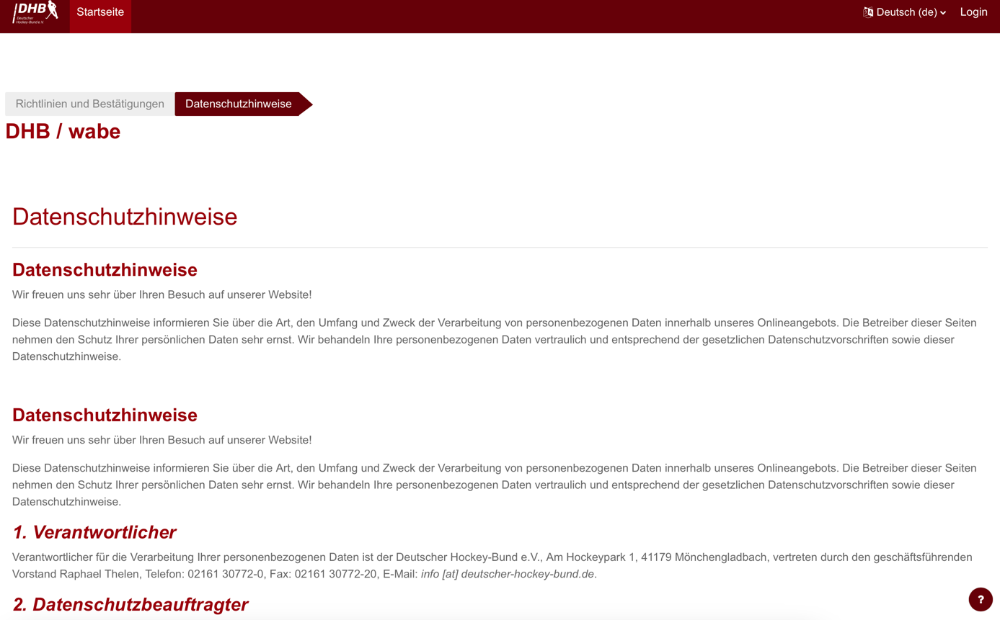 DHB
Deutscher
Hockey-Bund e.V.
Startseite
Deutsch (de)
Login
Richtlinien und Bestätigungen
Datenschutzhinweise
DHB / wabe
Datenschutzhinweise
Datenschutzhinweise
Wir freuen uns sehr über Ihren Besuch auf unserer Website!
Diese Datenschutzhinweise informieren Sie über die Art, den Umfang und Zweck der Verarbeitung von personenbezogenen Daten innerhalb unseres Onlineangebots. Die Betreiber dieser Seiten
nehmen den Schutz Ihrer persönlichen Daten sehr ernst. Wir behandeln Ihre personenbezogenen Daten vertraulich und entsprechend der gesetzlichen Datenschutzvorschriften sowie dieser
Datenschutzhinweise.
Datenschutzhinweise
Wir freuen uns sehr über Ihren Besuch auf unserer Website!
Diese Datenschutzhinweise informieren Sie über die Art, den Umfang und Zweck der Verarbeitung von personenbezogenen Daten innerhalb unseres Onlineangebots. Die Betreiber dieser Seiten
nehmen den Schutz Ihrer persönlichen Daten sehr ernst. Wir behandeln Ihre personenbezogenen Daten vertraulich und entsprechend der gesetzlichen Datenschutzvorschriften sowie dieser
Datenschutzhinweise.
1. Verantwortlicher
Verantwortlicher für die Verarbeitung Ihrer personenbezogenen Daten ist der Deutscher Hockey-Bund e.V., Am Hockeypark 1, 41179 Mönchengladbach, vertreten durch den geschäftsführenden
Vorstand Raphael Thelen, Telefon: 02161 30772-0, Fax: 02161 30772-20, E-Mail: info [at] deutscher-hockey-bund.de.
2. Datenschutzbeauftragter
?